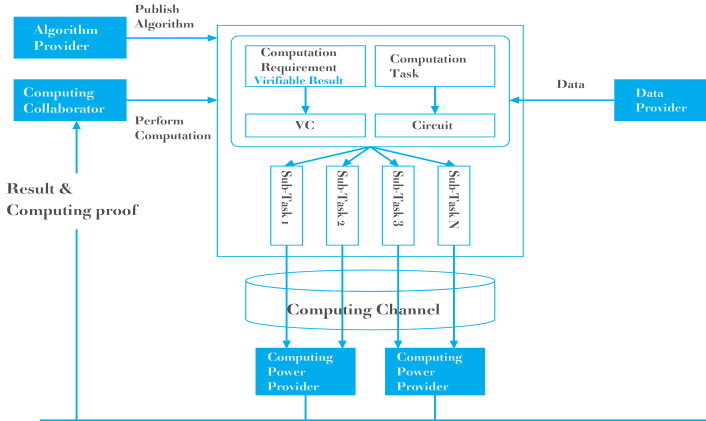 Publish
Algorithm
Algorithm
Provider
Computation
Requirement
Virifiable Result
Computation
Task
Computing
Collaborator
Data
Data
Provider
Perform
Computation
VC
Circuit
Sub-Task 1
Sub-Task 2
Sub-Task 3
Sub-Task N
Result &
Computing proof
Computing Channel
Computing
Power
Provider
Computing
Power
Provider